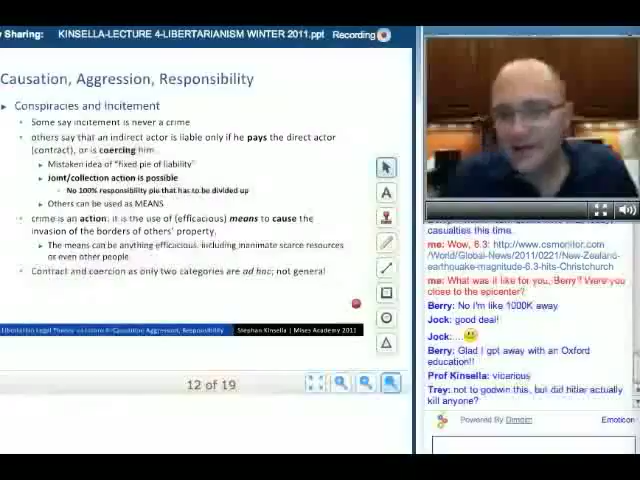 Sharing: KINSELLA-LECTURE 4-LIBERTARIANISM WINTER 2011.ppt Recording
Causation, Aggression, Responsibility
Conspiracies and Incitement
Some say incitement is never a crime
others say that an indirect actor is liable only if he pays the direct actor
(contract), or is coercing him.
Mistaken idea of "fixed pie of liability"
Joint/collection action is possible
No 100% responsibility pie that has to be divided up
Others can be used as MEANS
crime is an action: it is the use of (efficacious) means to cause the
invasion of the borders of others' property.
The means can be anything efficacious, including inanimate scarce resources
or even other people
Contract and coercion as only two categories are ad hoc; not general
Libertarian Legal Theory Lecture 4-Causation, Aggression, Responsibility Stephan Kinsella | Mises Academy 2011
12 of 19
casualties this time.
me: Wow, 6.3: http://www.csmonitor.com
/World/Global-News/2011/0221/New-Zealand-
earthquake-magnitude-6.3-hits-Christchurch
me: What was it like for you, Berry? Were you
close to the epicenter?
Berry: No I'm like 1000K away
Jock: good deal!
Jock: ....
Berry: Glad I got away with an Oxford
education!!
Prof Kinsella: vicarious
Trey: not to godwin this, but did hitler actually
kill anyone?
Powered By Dimdim Emoticon